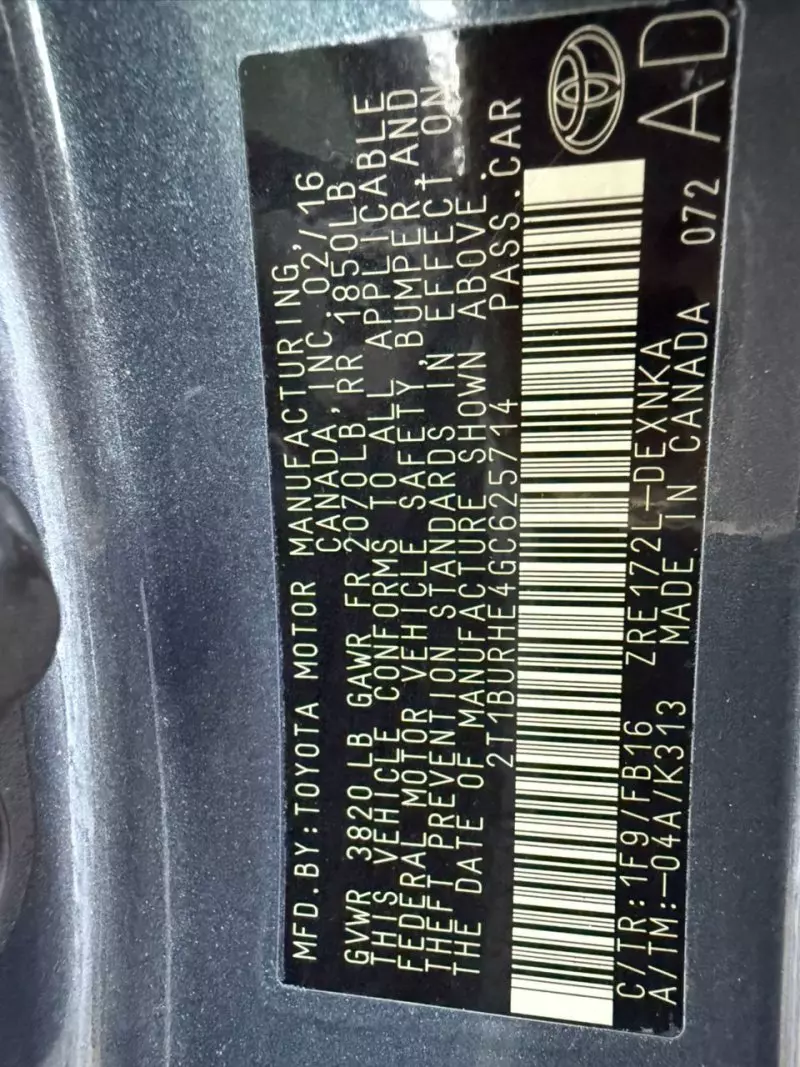 MFD.BY:TOYOTA MOTOR MANUFACTURING,
CANADA, INC. 02/16
GVWR 3820LB GAWR FR 2070LB, RR 1850LB
THIS VEHICLE CONFORMS TO ALL APPLICABLE
FEDERAL MOTOR VEHICLE SAFETY, BUMPER, AND
THEFT PREVENTION STANDARDS IN EFFECT ON
THE DATE OF MANUFACTURE SHOWN ABOVE.
2T1BURHE4GC625714 PASS.CAR
C/TR:1F9/FB16 ZRE172L-DEXNKA
A/TM:-04A/K313 MADE IN CANADA 072
AD